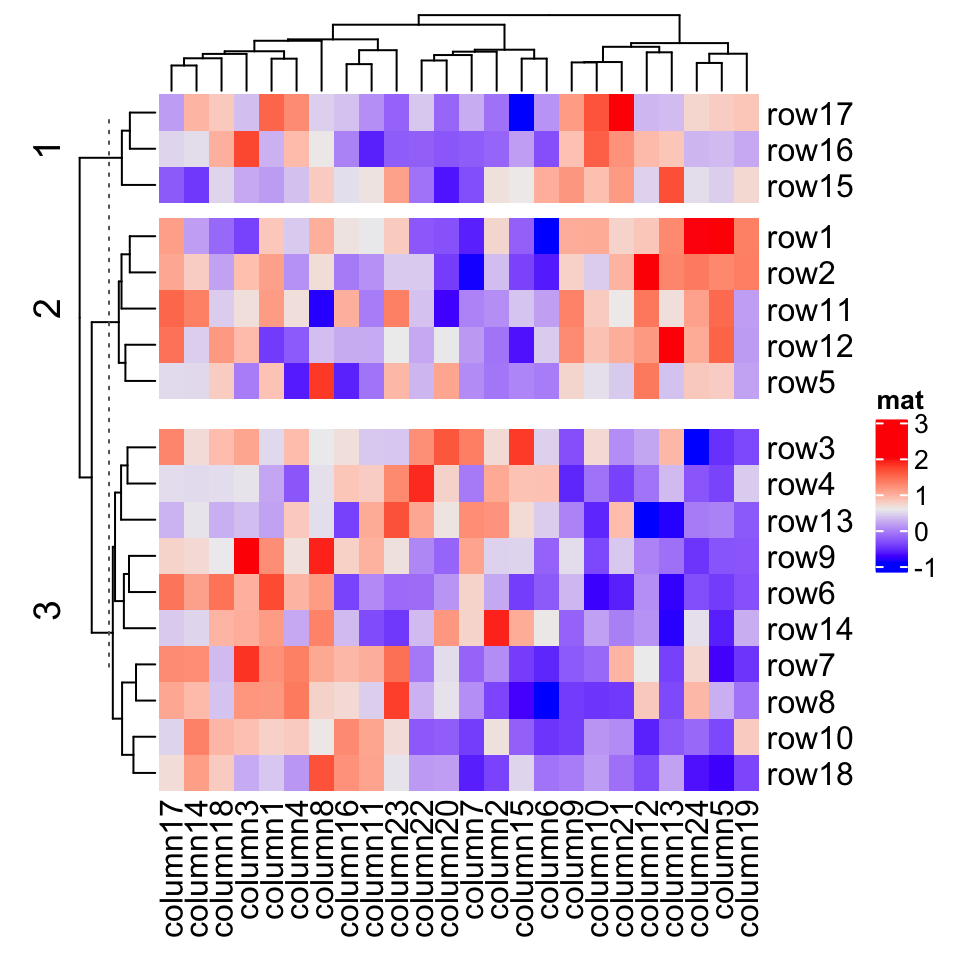 1
row17
row16
row15
2
row1
row2
row11
row12
row5
3
row3
row4
row13
row9
row6
row14
row7
row8
row10
row18
column17
column14
column18
column3
column1
column4
column8
column16
column11
column23
column22
column20
column7
column2
column15
column6
column9
column10
column21
column12
column13
column24
column5
column19
mat
3
2
1
0
-1